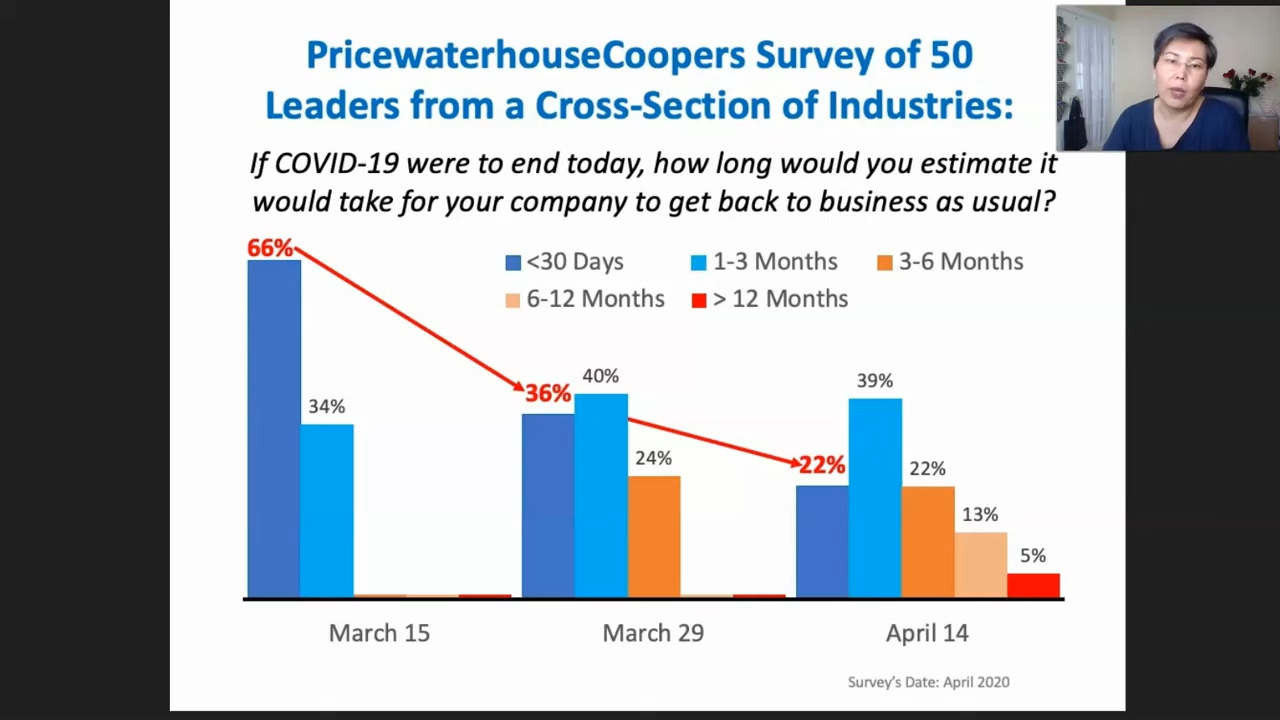 PricewaterhouseCoopers Survey of 50
Leaders from a Cross-Section of Industries:
If COVID-19 were to end today, how long would you estimate it
would take for your company to get back to business as usual?
<30 Days 1-3 Months 3-6 Months
6-12 Months > 12 Months
66%
34%
36%
40%
24%
22%
39%
22%
13%
5%
March 15 March 29 April 14
Survey's Date: April 2020